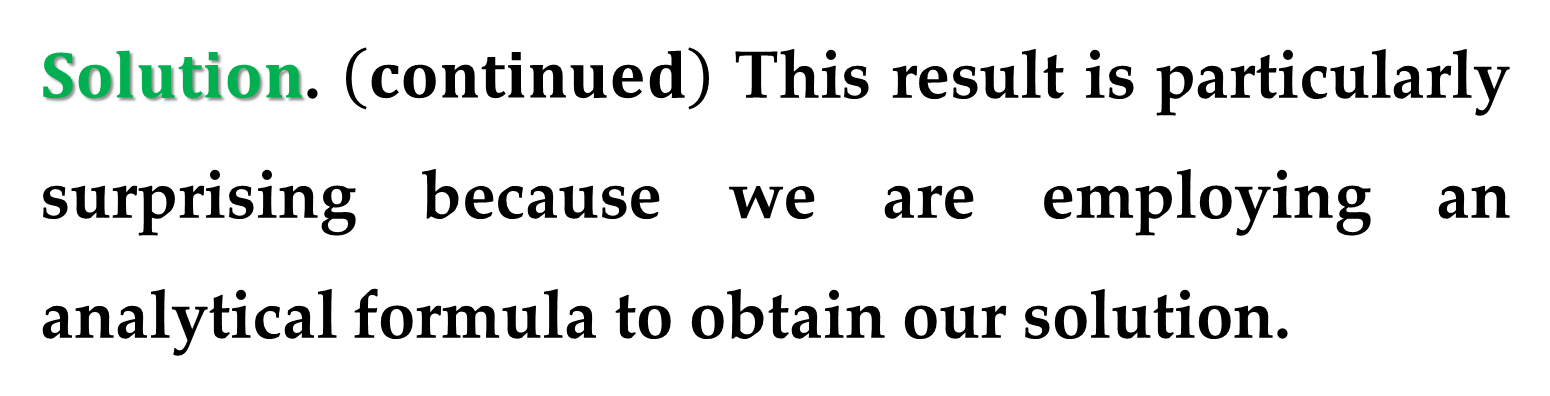 Solution. (continued) This result is particularly
surprising because we are employing an
analytical formula to obtain our solution.